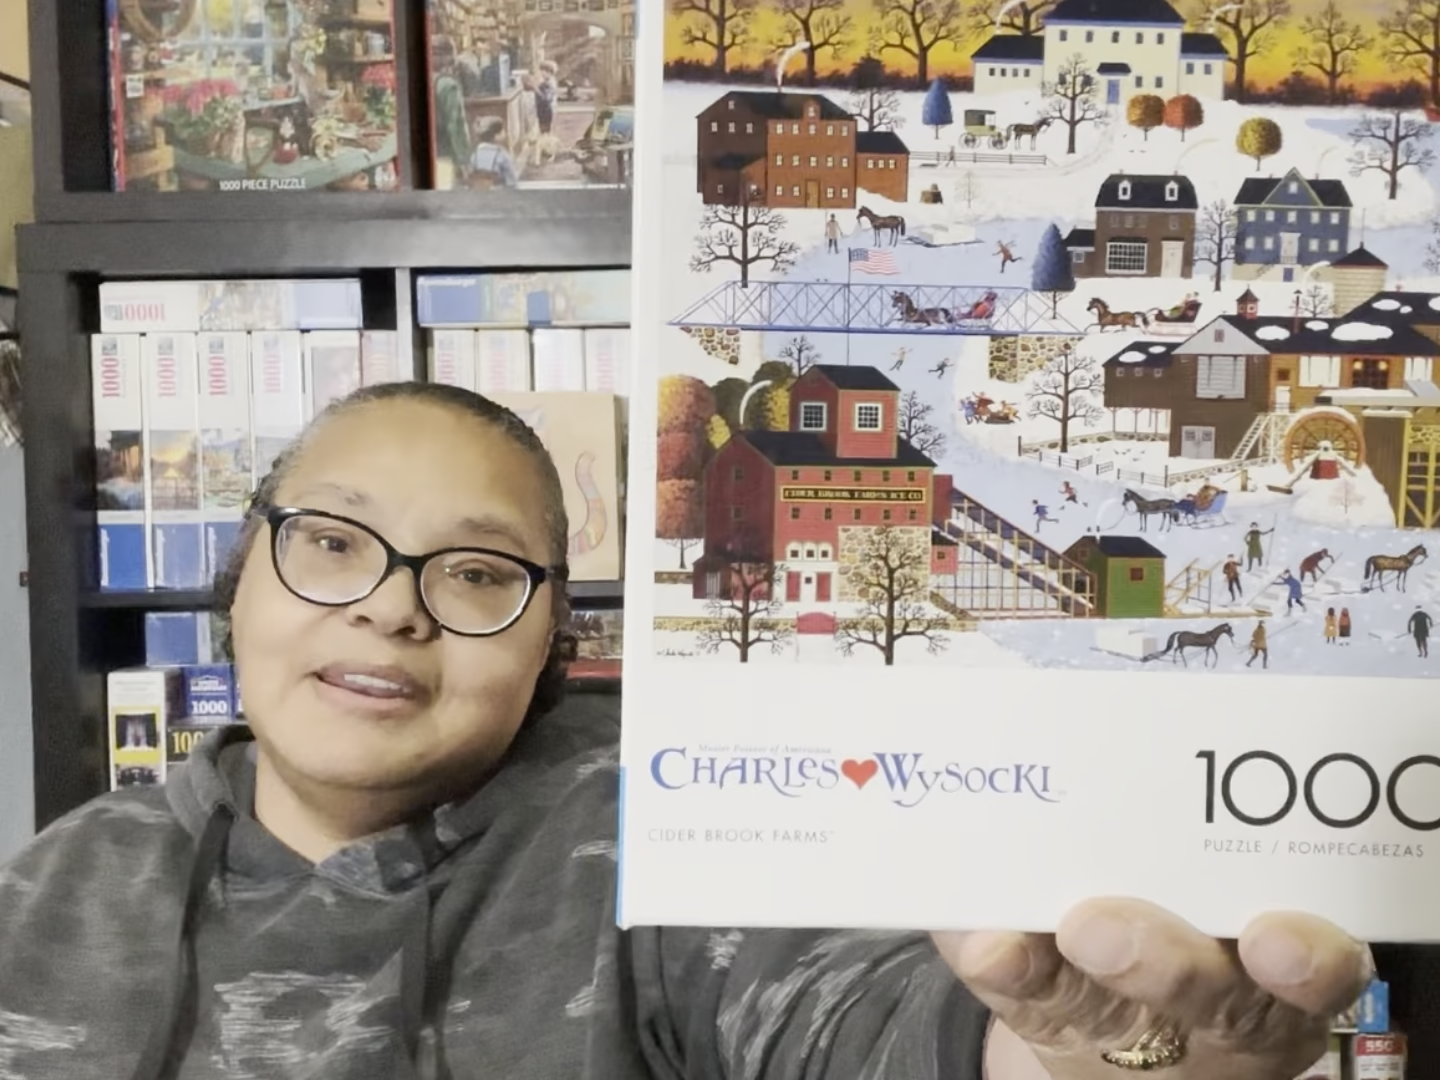 1000 PIECE PUZZLE
1000
1000
1000
1000
1000
1000
CIDER BROOK FARMS ICE CO
Master Painter of Americana
CHARLES WYSOCKI
CIDER BROOK FARMS™
1000
PUZZLE / ROMPECABEZAS
550